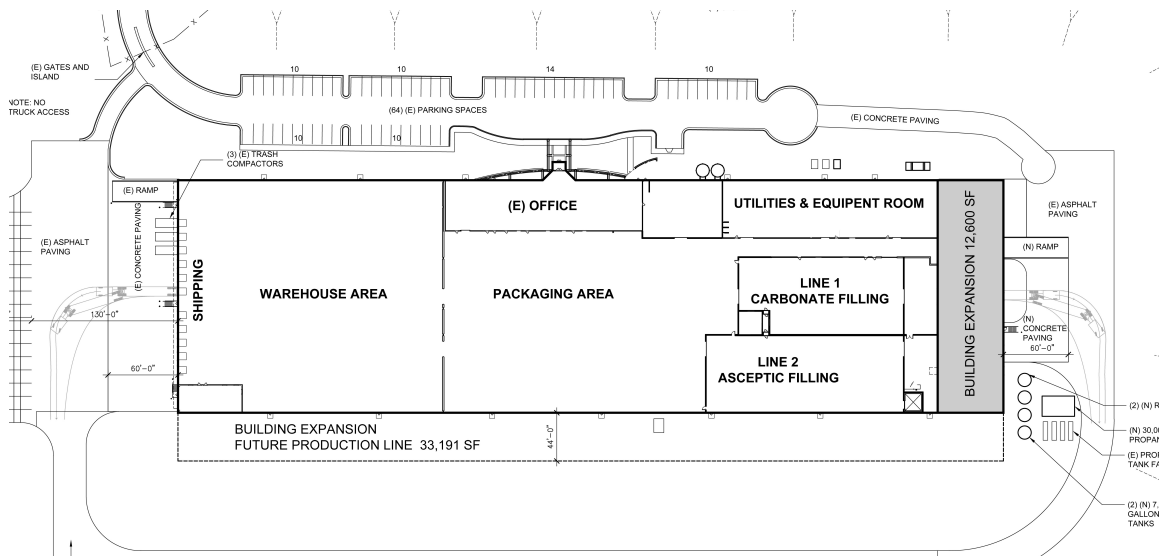 10
10
14
10
(E) GATES AND
ISLAND
NOTE: NO
TRUCK ACCESS
(64) (E) PARKING SPACES
(E) CONCRETE PAVING
10
10
(3) (E) TRASH
COMPACTORS
(E) RAMP
(E) OFFICE
UTILITIES & EQUIPENT ROOM
(E) ASPHALT
PAVING
(E) ASPHALT
PAVING
(E) CONCRETE PAVING
(N) RAMP
SHIPPING
WAREHOUSE AREA
PACKAGING AREA
LINE 1
CARBONATE FILLING
BUILDING EXPANSION 12,600 SF
130'-0"
(N)
CONCRETE
PAVING
60'-0"
60'-0"
LINE 2
ASCEPTIC FILLING
BUILDING EXPANSION
FUTURE PRODUCTION LINE 33,191 SF
44'-0"
(2) (N) R
(N) 30,00
PROPAN
(E) PROP
TANK FA
(2) (N) 7,
GALLON
TANKS